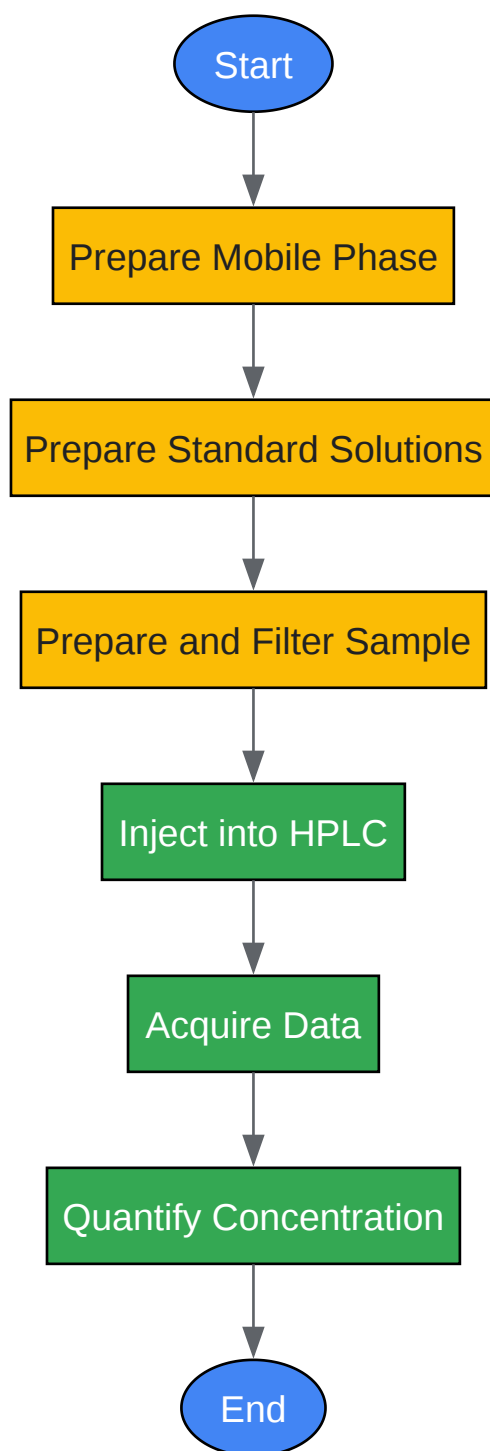 Start
Prepare Mobile Phase
Prepare Standard Solutions
Prepare and Filter Sample
Inject into HPLC
Acquire Data
Quantify Concentration
End